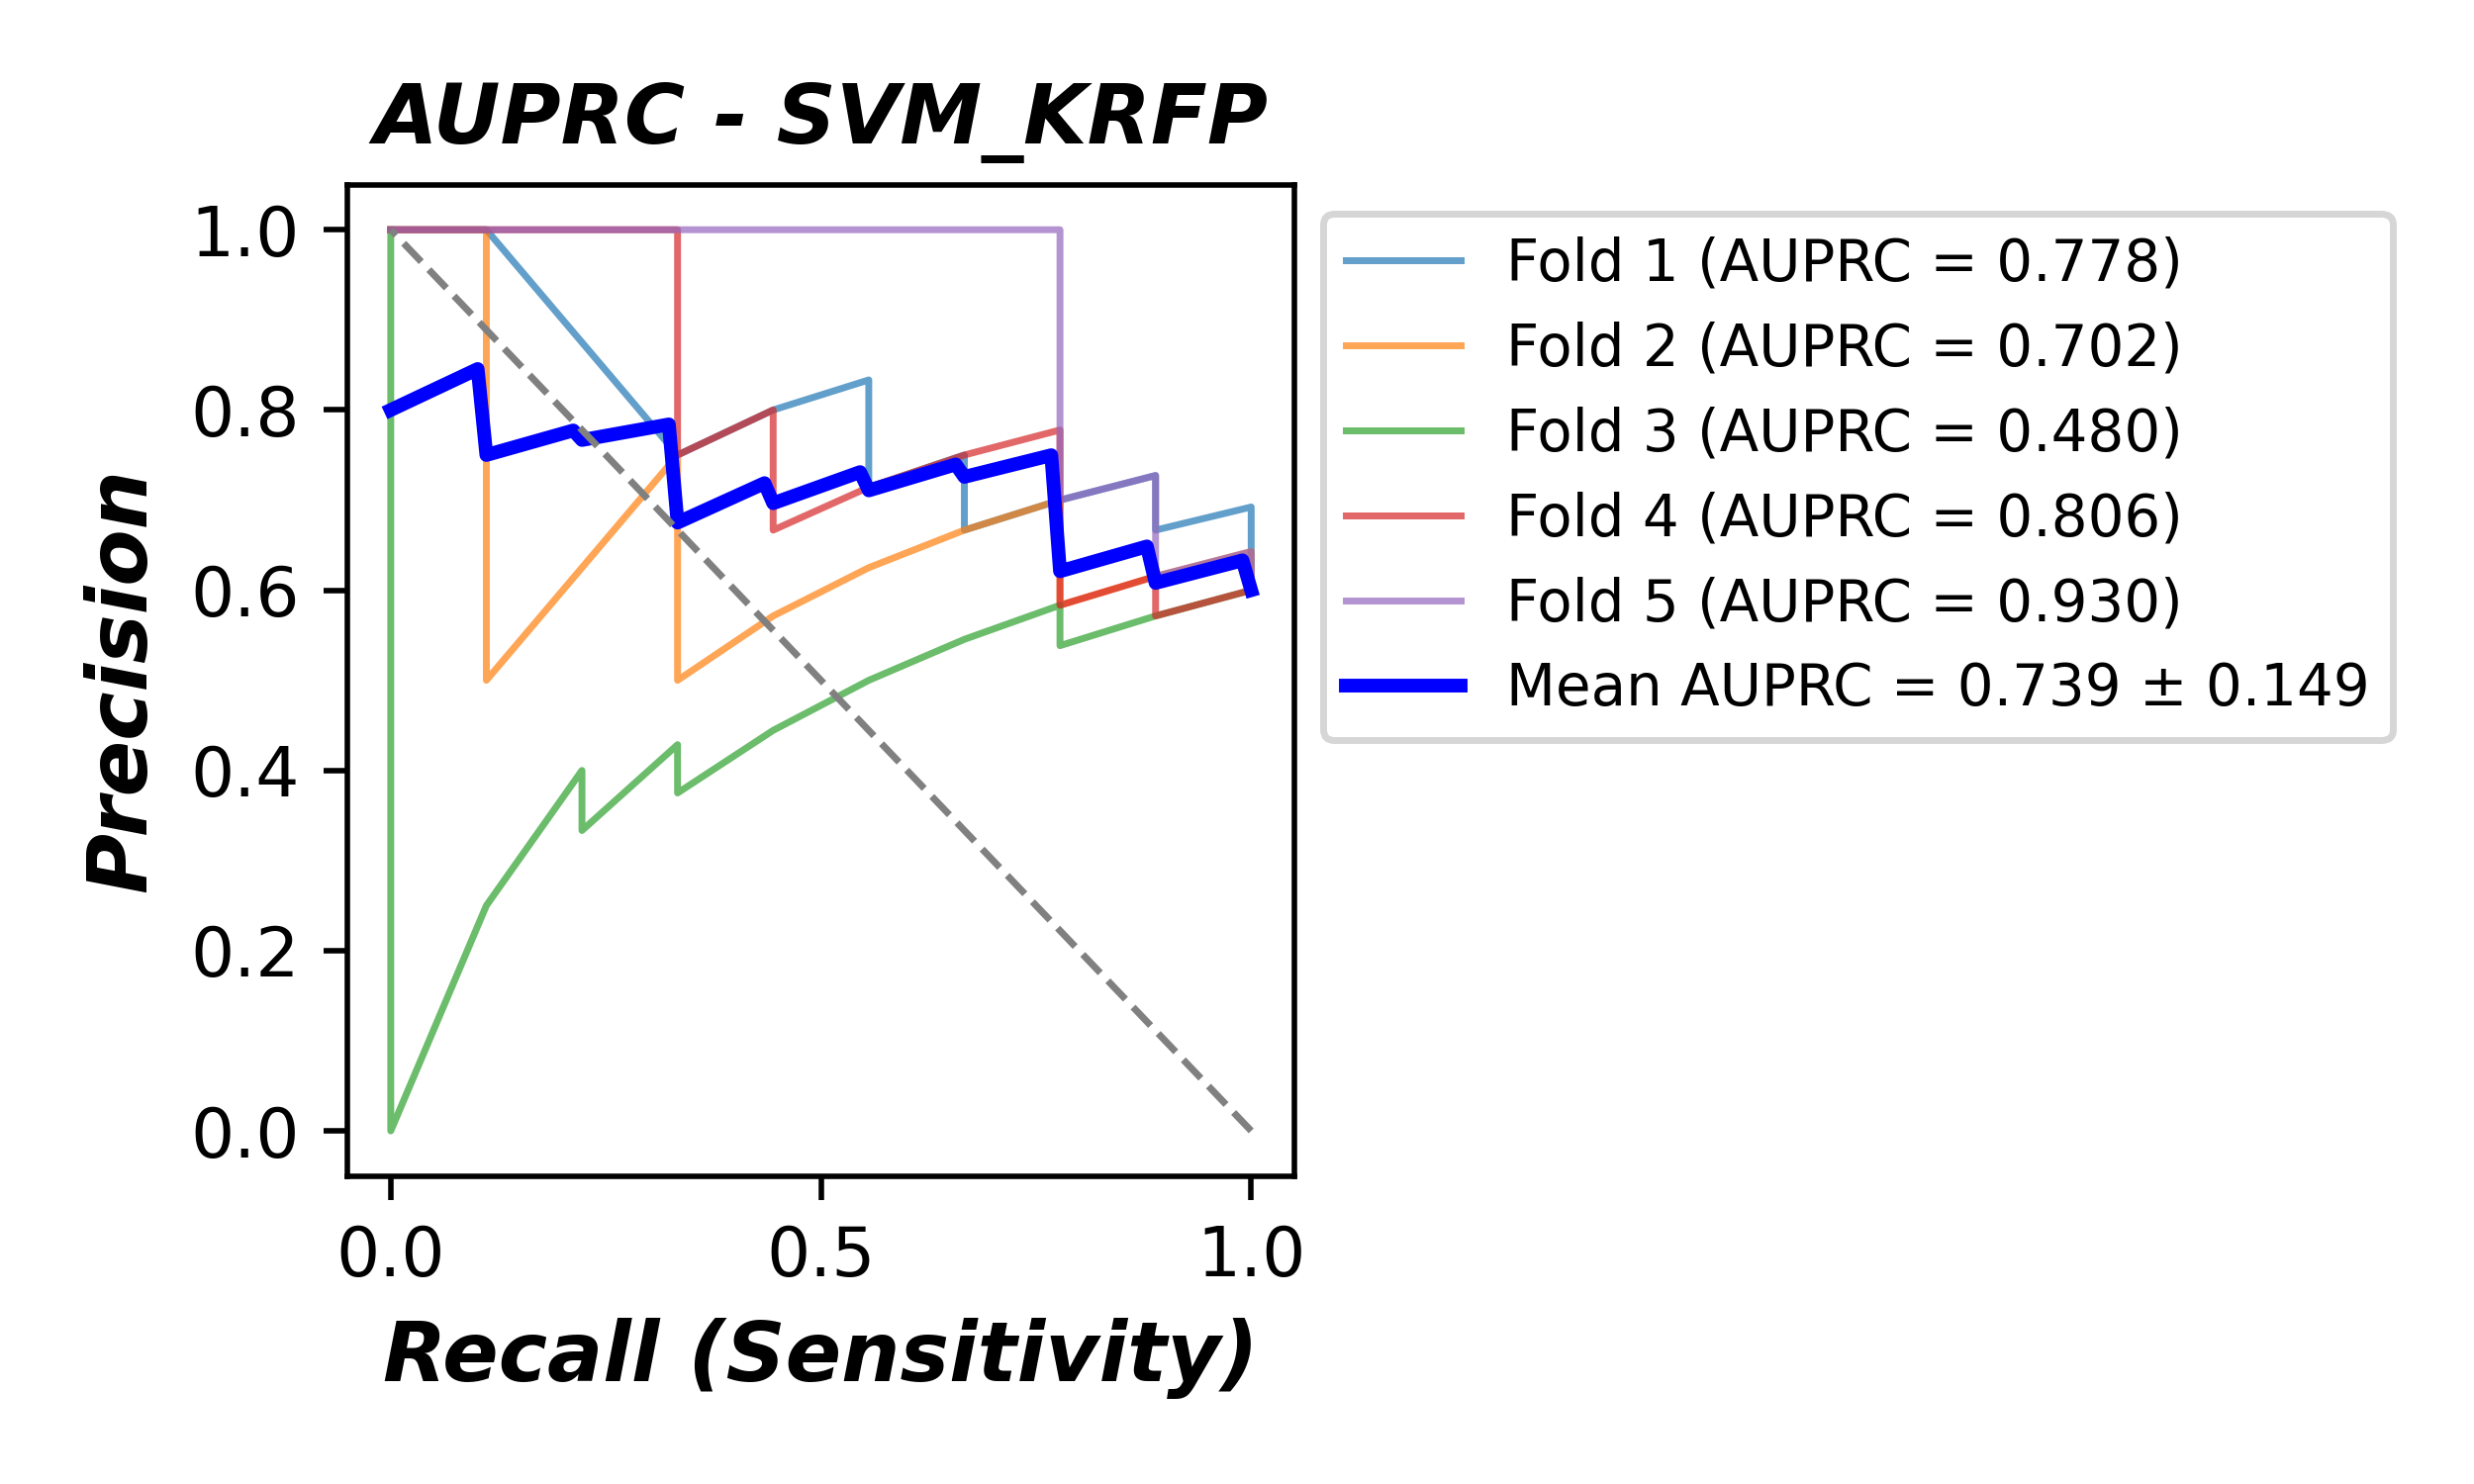 AUPRC - SVM_KRFP
Precision
1.0
0.8
0.6
0.4
0.2
0.0
0.0
0.5
1.0
Recall (Sensitivity)
Fold 1 (AUPRC = 0.778)
Fold 2 (AUPRC = 0.702)
Fold 3 (AUPRC = 0.480)
Fold 4 (AUPRC = 0.806)
Fold 5 (AUPRC = 0.930)
Mean AUPRC = 0.739 ± 0.149